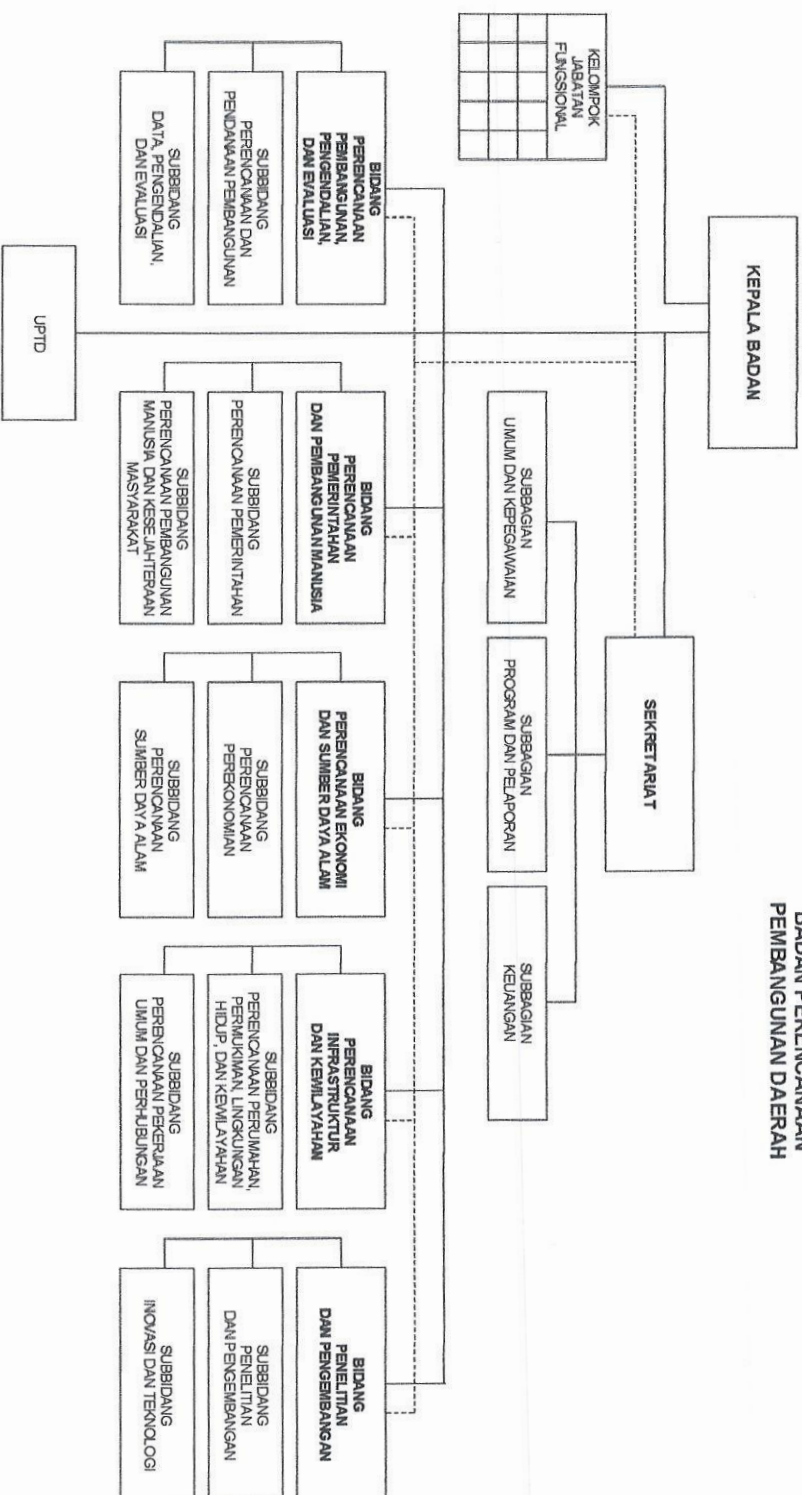 BADAN PERENCANAAN
PEMBANGUNAN DAERAH
KEPALA BADAN
KELOMPOK
JABATAN
FUNGSIONAL
SEKRETARIAT
SUBBAGIAN
UMUM DAN KEPEGAWAIAN
SUBBAGIAN
PROGRAM DAN PELAPORAN
SUBBAGIAN
KEUANGAN
BIDANG
PERENCANAAN
PEMBANGUNAN,
PENGENDALIAN,
DAN EVALUASI
SUBBIDANG
PERENCANAAN DAN
PENDANAAN PEMBANGUNAN
SUBBIDANG
DATA, PENGENDALIAN,
DAN EVALUASI
BIDANG
PERENCANAAN
PEMERINTAHAN
DAN PEMBANGUNAN MANUSIA
SUBBIDANG
PERENCANAAN PEMERINTAHAN
SUBBIDANG
PERENCANAAN PEMBANGUNAN
MANUSIA DAN KESEJAHTERAAN
MASYARAKAT
BIDANG
PERENCANAAN EKONOMI
DAN SUMBER DAYA ALAM
SUBBIDANG
PERENCANAAN
PEREKONOMIAN
SUBBIDANG
PERENCANAAN
SUMBER DAYA ALAM
BIDANG
PERENCANAAN
INFRASTRUKTUR
DAN KEWILAYAHAN
SUBBIDANG
PERENCANAAN PERUMAHAN,
PERMUKIMAN, LINGKUNGAN
HIDUP, DAN KEWILAYAHAN
SUBBIDANG
PERENCANAAN PEKERJAAN
UMUM DAN PERHUBUNGAN
BIDANG
PENELITIAN
DAN PENGEMBANGAN
SUBBIDANG
PENELITIAN
DAN PENGEMBANGAN
SUBBIDANG
INOVASI DAN TEKNOLOGI
UPTD